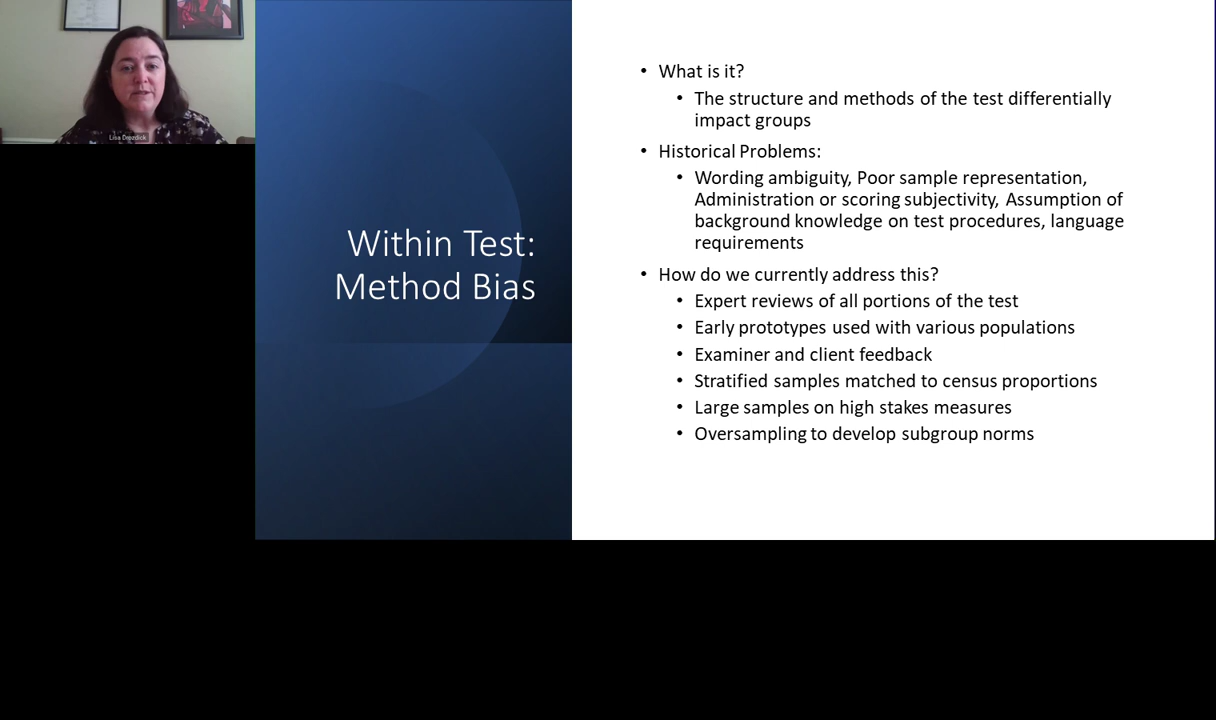 Lisa Drozdick
Within Test:
Method Bias
• What is it?
• The structure and methods of the test differentially
impact groups
• Historical Problems:
• Wording ambiguity, Poor sample representation,
Administration or scoring subjectivity, Assumption of
background knowledge on test procedures, language
requirements
• How do we currently address this?
• Expert reviews of all portions of the test
• Early prototypes used with various populations
• Examiner and client feedback
• Stratified samples matched to census proportions
• Large samples on high stakes measures
• Oversampling to develop subgroup norms